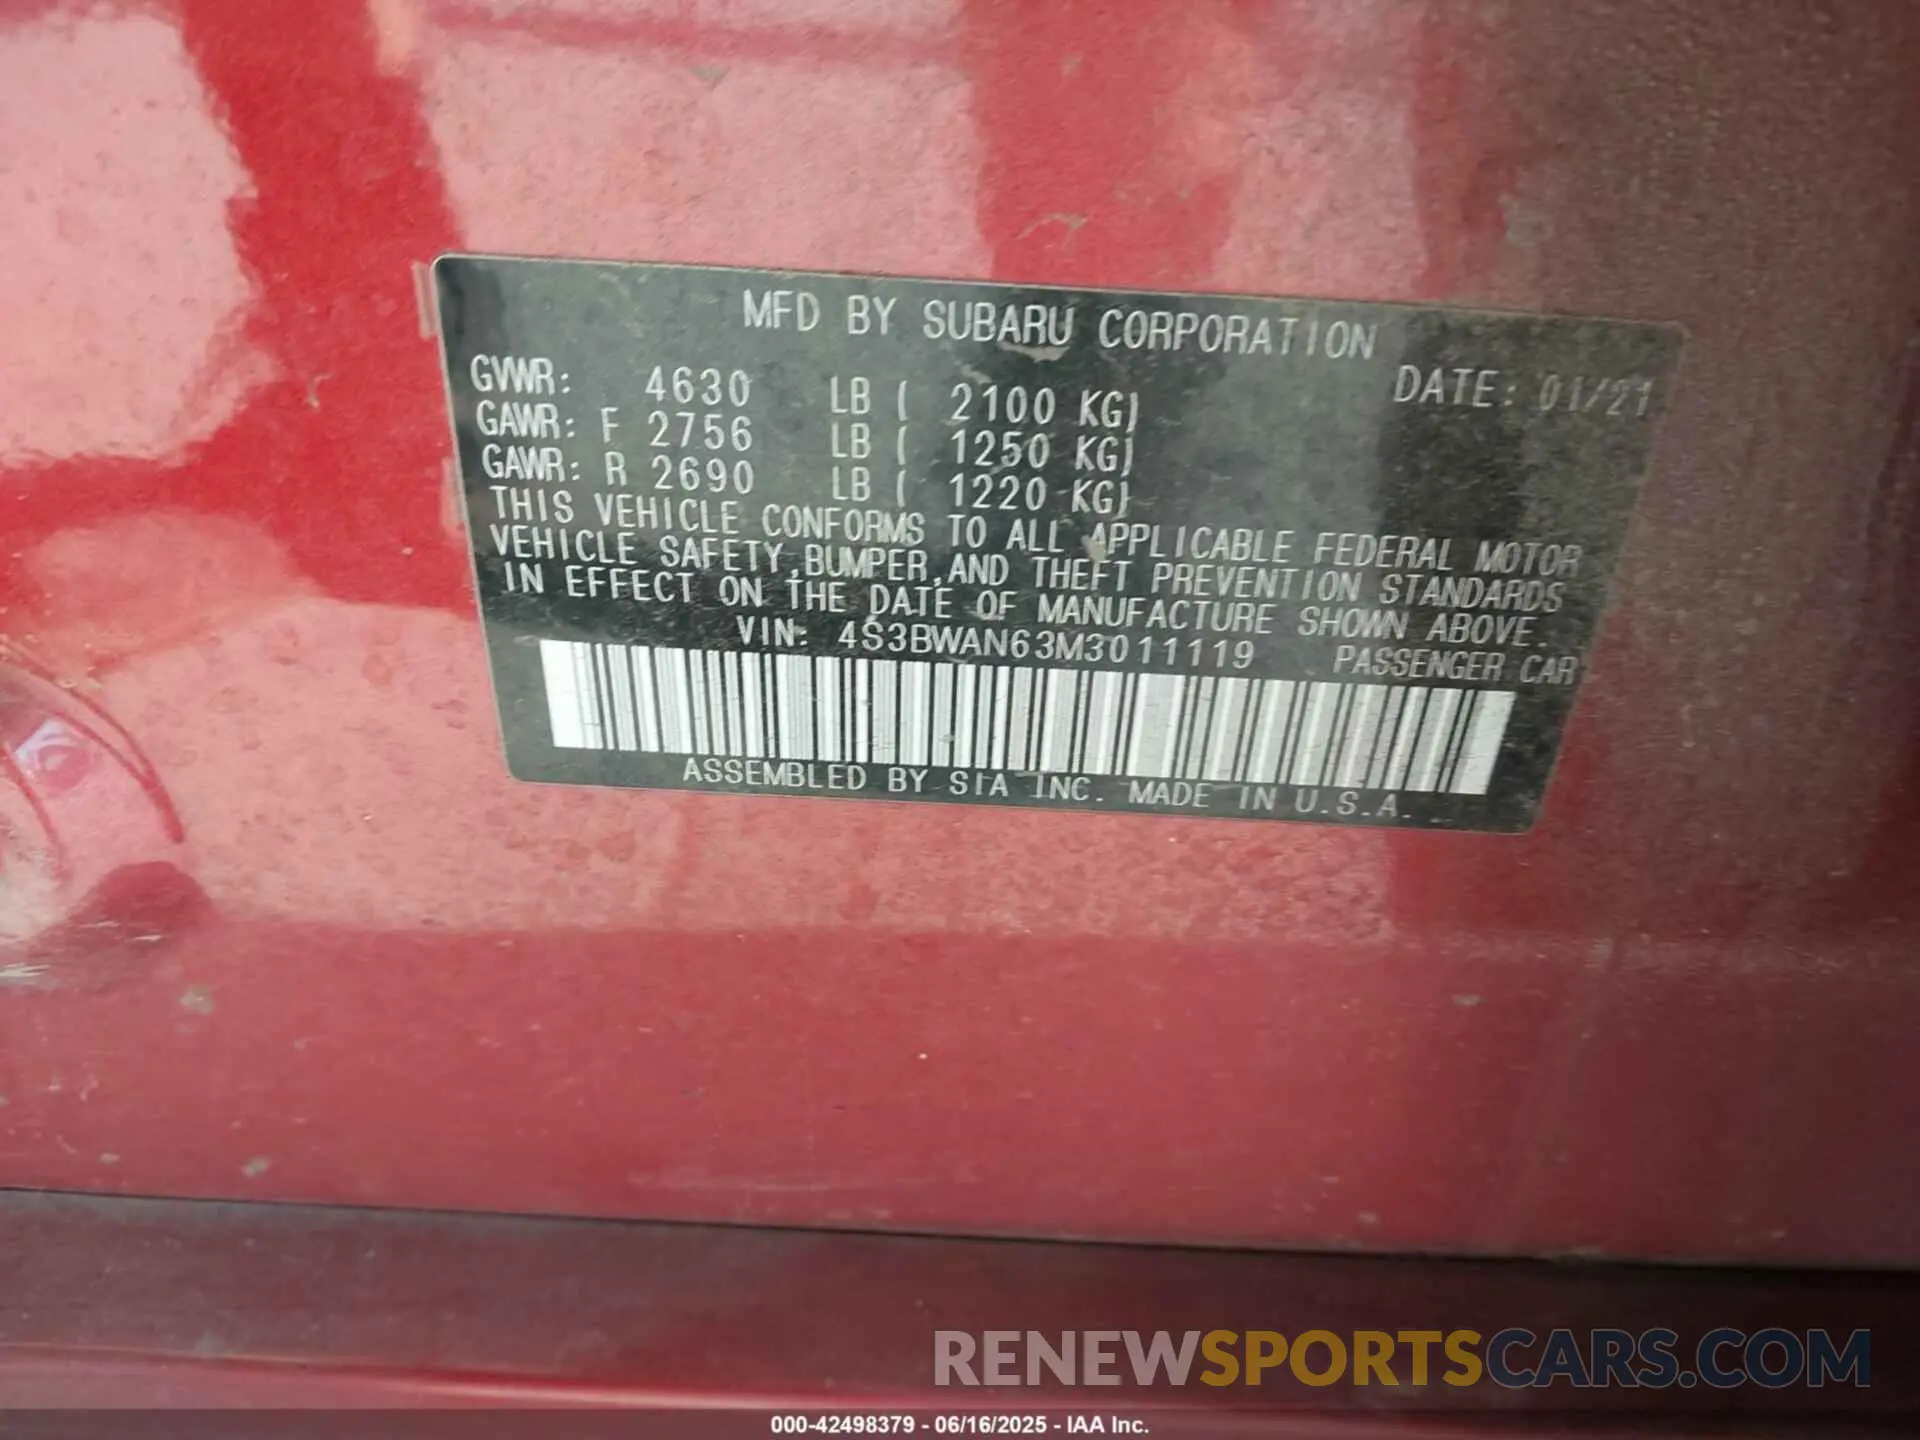 MFD BY SUBARU CORPORATION
DATE: 01/21
GVWR: 4630 LB ( 2100 KG)
GAWR: F 2756 LB ( 1250 KG)
GAWR: R 2690 LB ( 1220 KG)
THIS VEHICLE CONFORMS TO ALL APPLICABLE FEDERAL MOTOR
VEHICLE SAFETY,BUMPER,AND THEFT PREVENTION STANDARDS
IN EFFECT ON THE DATE OF MANUFACTURE SHOWN ABOVE.
VIN: 4S3BWAN63M3011119 PASSENGER CAR
ASSEMBLED BY SIA INC. MADE IN U.S.A.
RENEWSPORTSCARS.COM
000-42498379 - 06/16/2025 - IAA Inc.